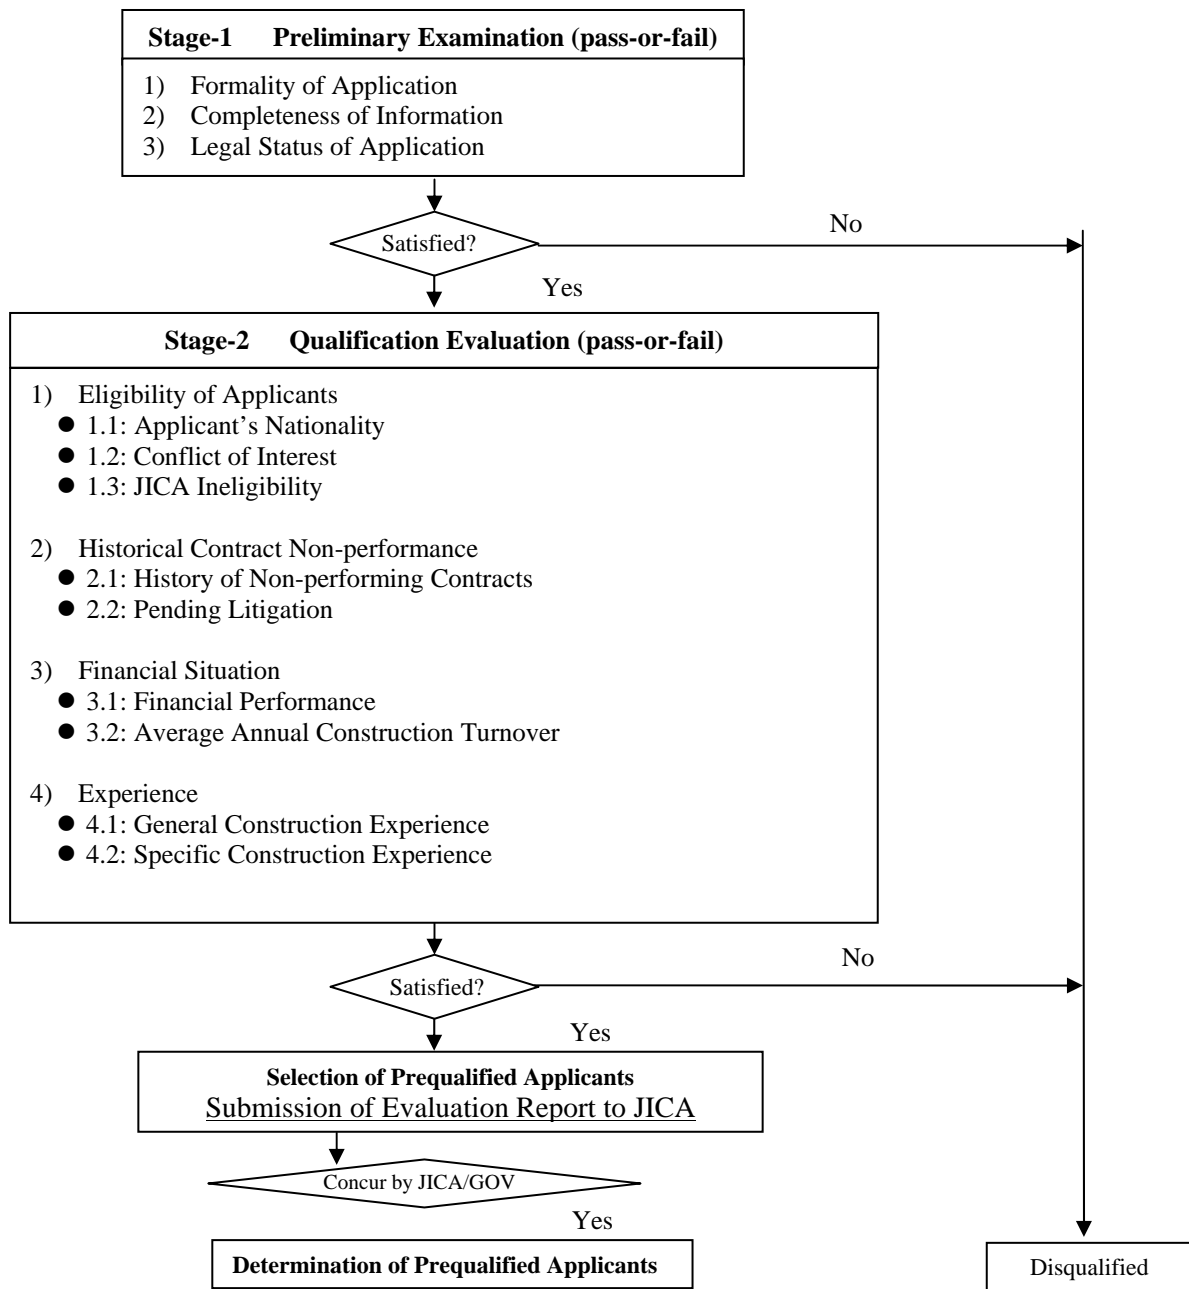 Stage-1 Preliminary Examination (pass-or-fail)
1) Formality of Application
2) Completeness of Information
3) Legal Status of Application
Satisfied?
No
Yes
Stage-2 Qualification Evaluation (pass-or-fail)
1) Eligibility of Applicants
● 1.1: Applicant’s Nationality
● 1.2: Conflict of Interest
● 1.3: JICA Ineligibility
2) Historical Contract Non-performance
● 2.1: History of Non-performing Contracts
● 2.2: Pending Litigation
3) Financial Situation
● 3.1: Financial Performance
● 3.2: Average Annual Construction Turnover
4) Experience
● 4.1: General Construction Experience
● 4.2: Specific Construction Experience
Satisfied?
No
Yes
Selection of Prequalified Applicants
Submission of Evaluation Report to JICA
Concur by JICA/GOV
Yes
Determination of Prequalified Applicants
Disqualified